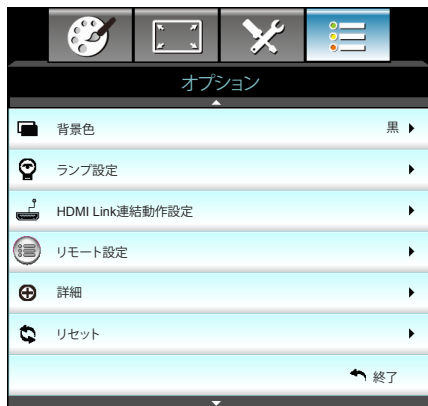 オプション
背景色 黒
ランプ設定
HDMI Link連結動作設定
リモート設定
詳細
リセット
終了